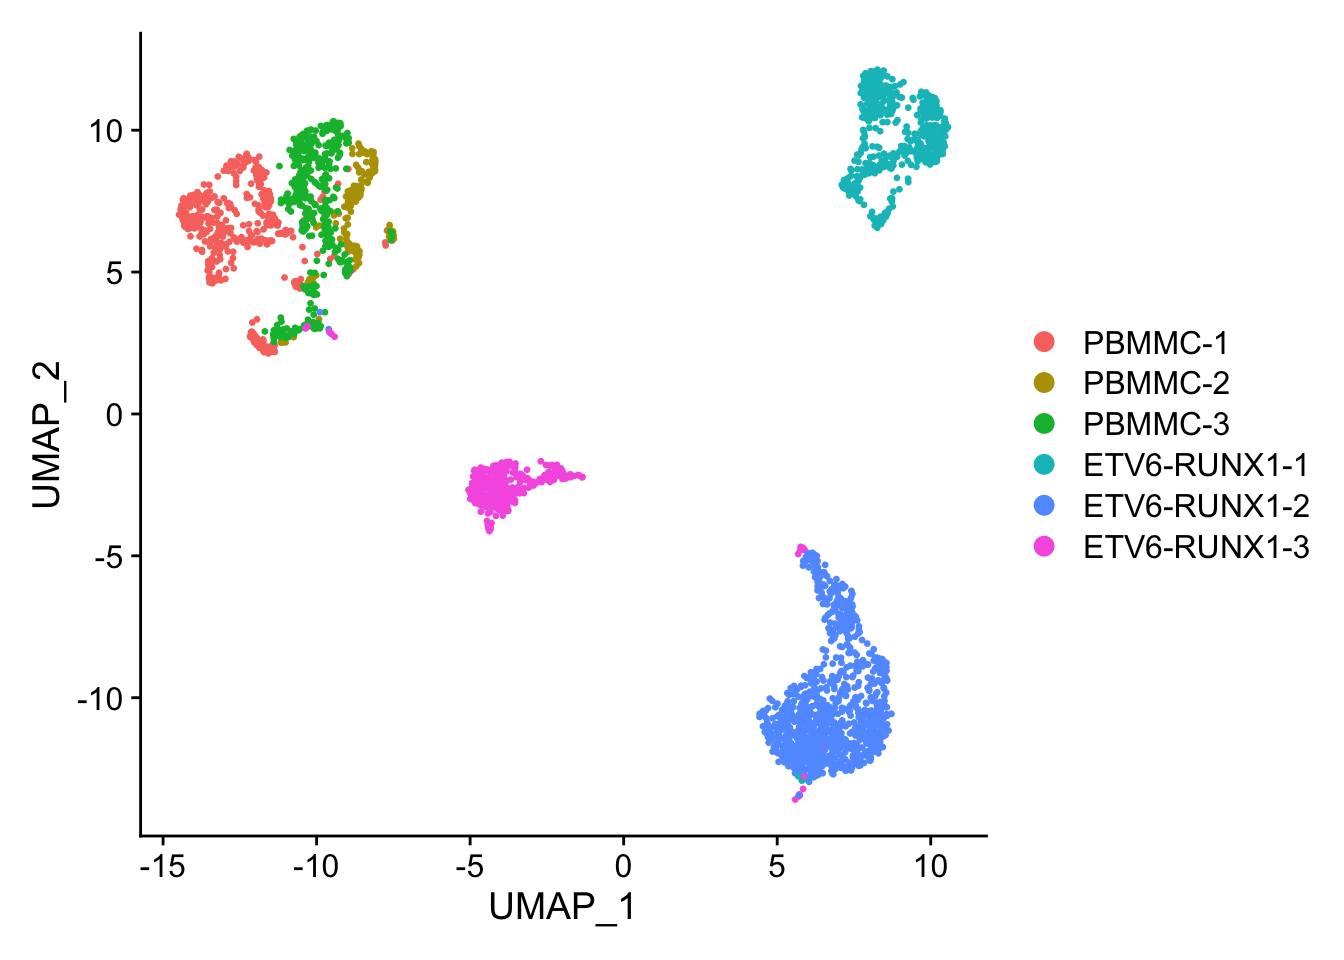 10
5
0
-5
-10
UMAP_2
-15 -10 -5 0 5 10
UMAP_1
PBMMC-1
PBMMC-2
PBMMC-3
ETV6-RUNX1-1
ETV6-RUNX1-2
ETV6-RUNX1-3